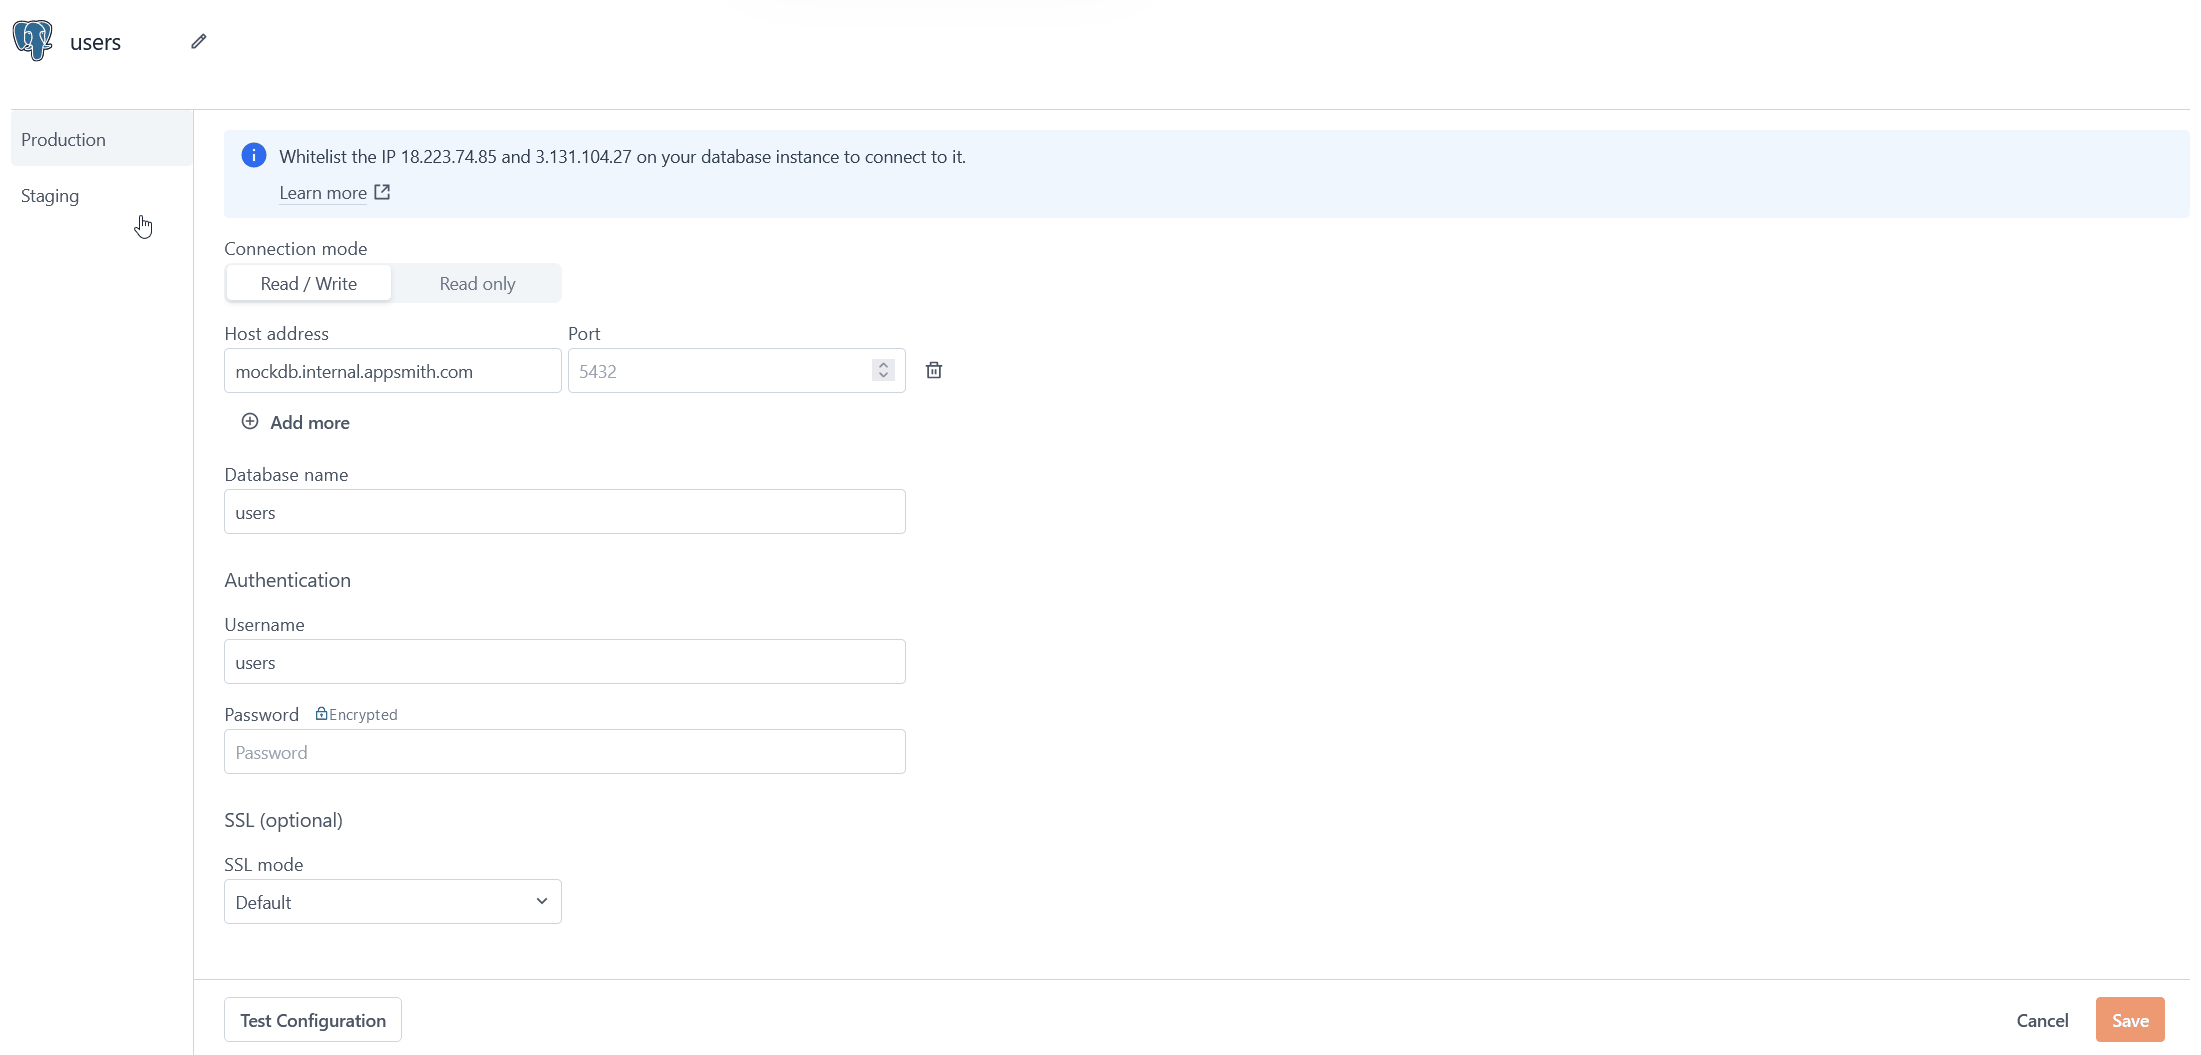 users
Production
Staging
Whitelist the IP 18.223.74.85 and 3.131.104.27 on your database instance to connect to it.
Learn more
Connection mode
Read / Write Read only
Host address Port
mockdb.internal.appsmith.com 5432
Add more
Database name
users
Authentication
Username
users
Password Encrypted
Password
SSL (optional)
SSL mode
Default
Test Configuration Cancel Save